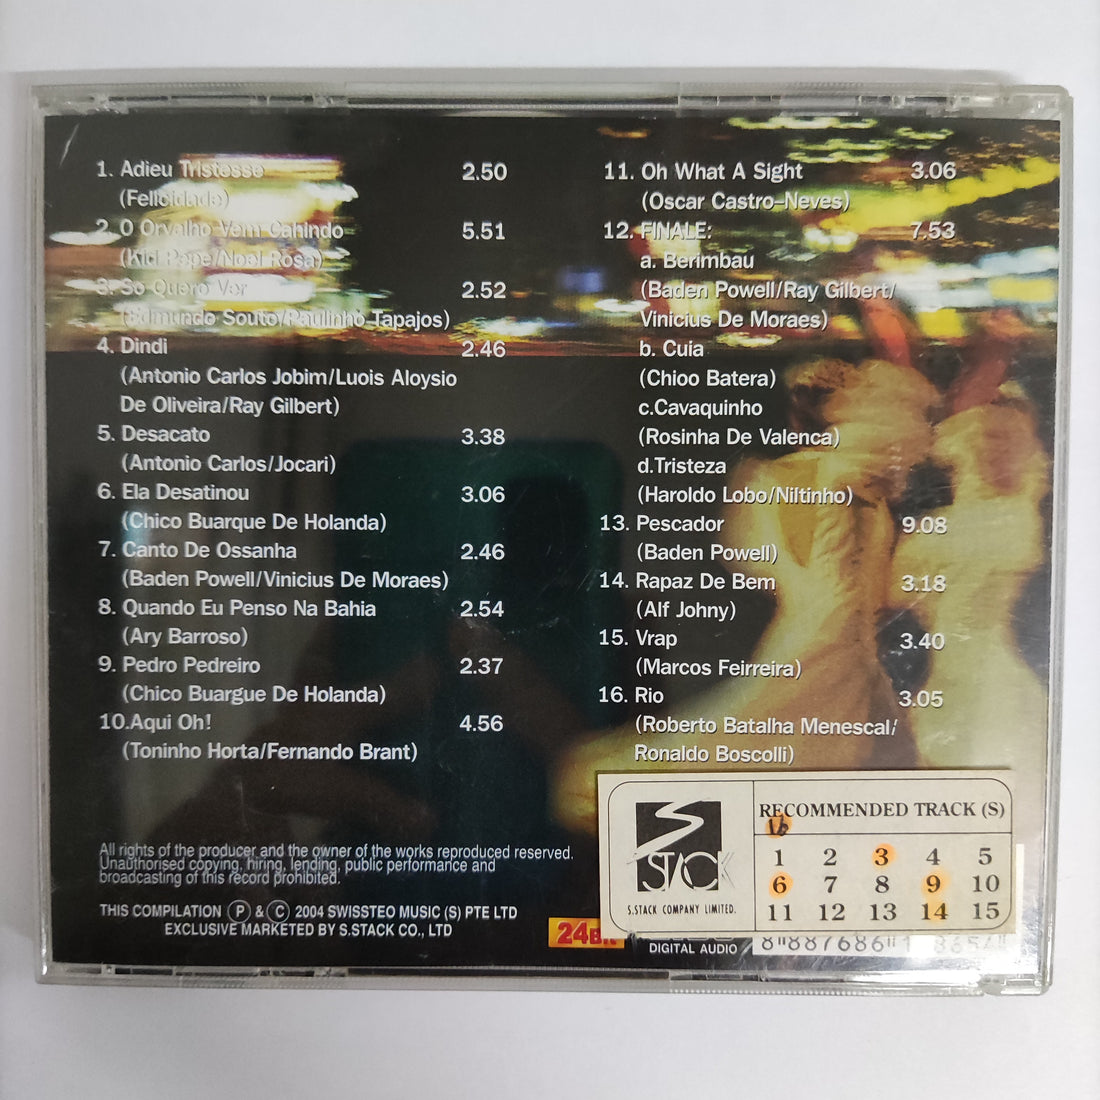 1. Adieu Tristesse 2.50
(Felicidade)
2. O Orvalho Vem Cahindo 5.51
(Kid Pepe/Noel Rosa)
3. So Quero Ver 2.52
(Edmundo Souto/Paulinho Tapajos)
4. Dindi 2.46
(Antonio Carlos Jobim/Luois Aloysio
De Oliveira/Ray Gilbert)
5. Desacato 3.38
(Antonio Carlos/Jocari)
6. Ela Desatinou 3.06
(Chico Buarque De Holanda)
7. Canto De Ossanha 2.46
(Baden Powell/Vinicius De Moraes)
8. Quando Eu Penso Na Bahia 2.54
(Ary Barroso)
9. Pedro Pedreiro 2.37
(Chico Buargue De Holanda)
10.Aqui Oh! 4.56
(Toninho Horta/Fernando Brant)
11. Oh What A Sight 3.06
(Oscar Castro-Neves)
12. FINALE: 7.53
a. Berimbau
(Baden Powell/Ray Gilbert/
Vinicius De Moraes)
b. Cuia
(Chioo Batera)
c.Cavaquinho
(Rosinha De Valenca)
d.Tristeza
(Haroldo Lobo/Niltinho)
13. Pescador 9.08
(Baden Powell)
14. Rapaz De Bem 3.18
(Alf Johny)
15. Vrap 3.40
(Marcos Feirreira)
16. Rio 3.05
(Roberto Batalha Menescal/
Ronaldo Boscolli)
All rights of the producer and the owner of the works reproduced reserved.
Unauthorised copying, hiring, lending, public performance and
broadcasting of this record prohibited.
THIS COMPILATION Ⓟ & Ⓒ 2004 SWISSTEO MUSIC (S) PTE LTD
EXCLUSIVE MARKETED BY S.STACK CO., LTD
24Bit
DIGITAL AUDIO
S STACK
S.STACK COMPANY LIMITED.
RECOMMENDED TRACK (S)
16
1 2 3 4 5
6 7 8 9 10
11 12 13 14 15